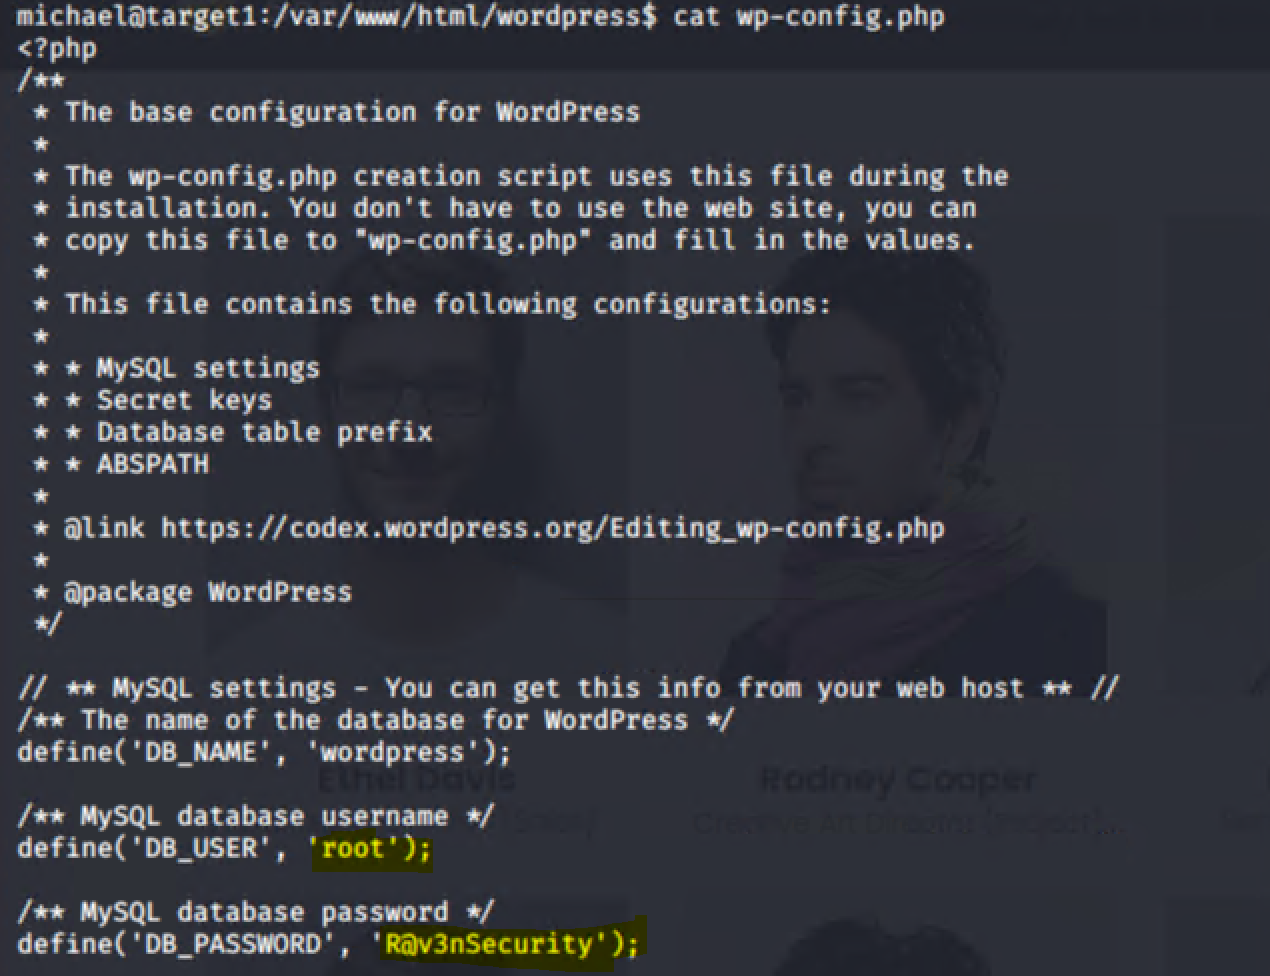 michael@target1:/var/www/html/wordpress$ cat wp-config.php
<?php
/**
 * The base configuration for WordPress
 *
 * The wp-config.php creation script uses this file during the
 * installation. You don't have to use the web site, you can
 * copy this file to "wp-config.php" and fill in the values.
 *
 * This file contains the following configurations:
 *
 * * MySQL settings
 * * Secret keys
 * * Database table prefix
 * * ABSPATH
 *
 * @link https://codex.wordpress.org/Editing_wp-config.php
 *
 * @package WordPress
 */
// ** MySQL settings - You can get this info from your web host ** //
/** The name of the database for WordPress */
define('DB_NAME', 'wordpress');
Ethel Davis
Rodney Cooper
/** MySQL database username */
Creative Art Director (Project)...
define('DB_USER', 'root');
/** MySQL database password */
define('DB_PASSWORD', 'R@v3nSecurity');